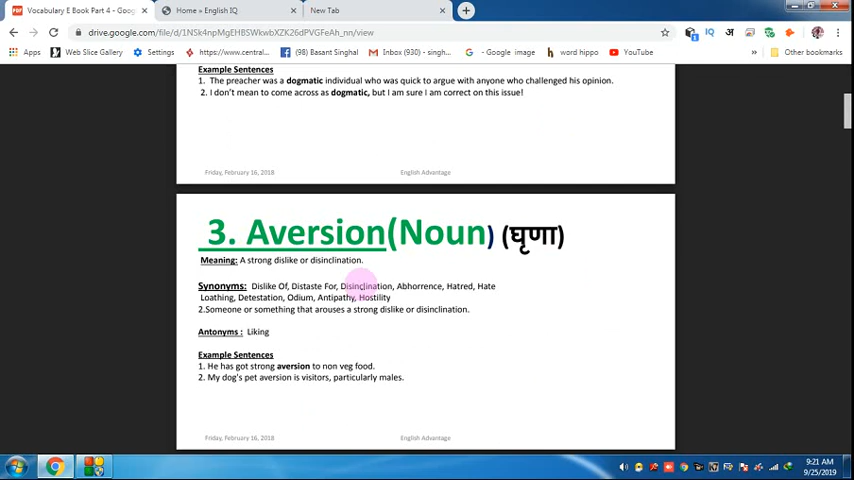 Vocabulary E Book Part 4 - Goog
Home » English IQ
New Tab
drive.google.com/file/d/1NSk4npMgEHBSWkwbXZK26dPVGFeAh_nn/view
Apps
Web Slice Gallery
Settings
https://www.central...
(98) Basant Singhal
Inbox (930) - singh...
Google image
word hippo
YouTube
Other bookmarks
Example Sentences
1. The preacher was a dogmatic individual who was quick to argue with anyone who challenged his opinion.
2. I don't mean to come across as dogmatic, but I am sure I am correct on this issue!
Friday, February 16, 2018
English Advantage
3. Aversion(Noun) (घृणा)
Meaning: A strong dislike or disinclination.
Synonyms: Dislike Of, Distaste For, Disinclination, Abhorrence, Hatred, Hate
Loathing, Detestation, Odium, Antipathy, Hostility
2.Someone or something that arouses a strong dislike or disinclination.
Antonyms : Liking
Example Sentences
1. He has got strong aversion to non veg food.
2. My dog's pet aversion is visitors, particularly males.
Friday, February 16, 2018
English Advantage
9:21 AM
9/25/2019